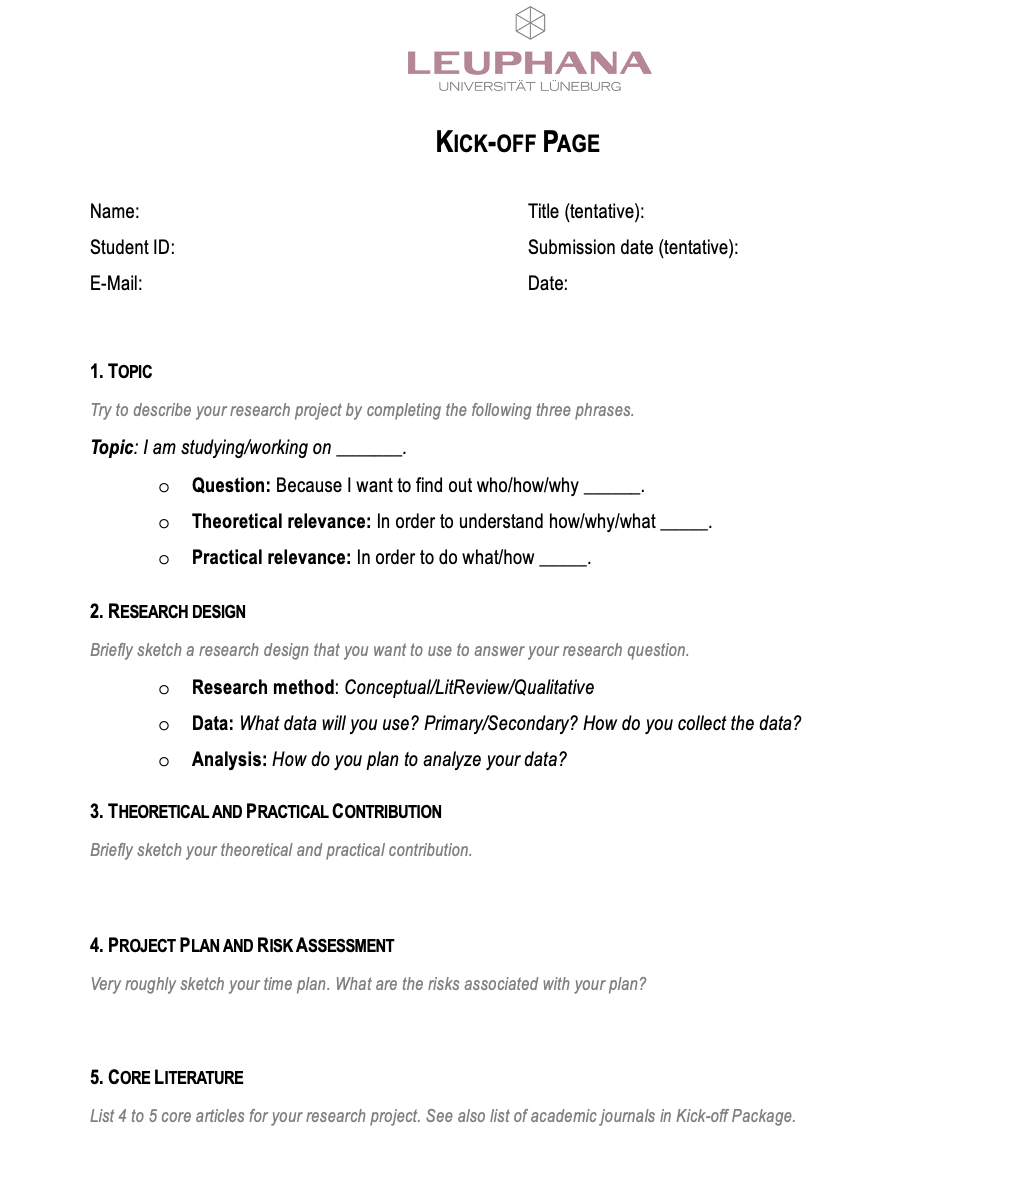 LEUPHANA
UNIVERSITÄT LÜNEBURG
KICK-OFF PAGE
Name:
Title (tentative):
Student ID:
Submission date (tentative):
E-Mail:
Date:
1. TOPIC
Try to describe your research project by completing the following three phrases.
Topic: I am studying/working on _______.
o Question: Because I want to find out who/how/why ______.
o Theoretical relevance: In order to understand how/why/what _____.
o Practical relevance: In order to do what/how _____.
2. RESEARCH DESIGN
Briefly sketch a research design that you want to use to answer your research question.
o Research method: Conceptual/LitReview/Qualitative
o Data: What data will you use? Primary/Secondary? How do you collect the data?
o Analysis: How do you plan to analyze your data?
3. THEORETICAL AND PRACTICAL CONTRIBUTION
Briefly sketch your theoretical and practical contribution.
4. PROJECT PLAN AND RISK ASSESSMENT
Very roughly sketch your time plan. What are the risks associated with your plan?
5. CORE LITERATURE
List 4 to 5 core articles for your research project. See also list of academic journals in Kick-off Package.